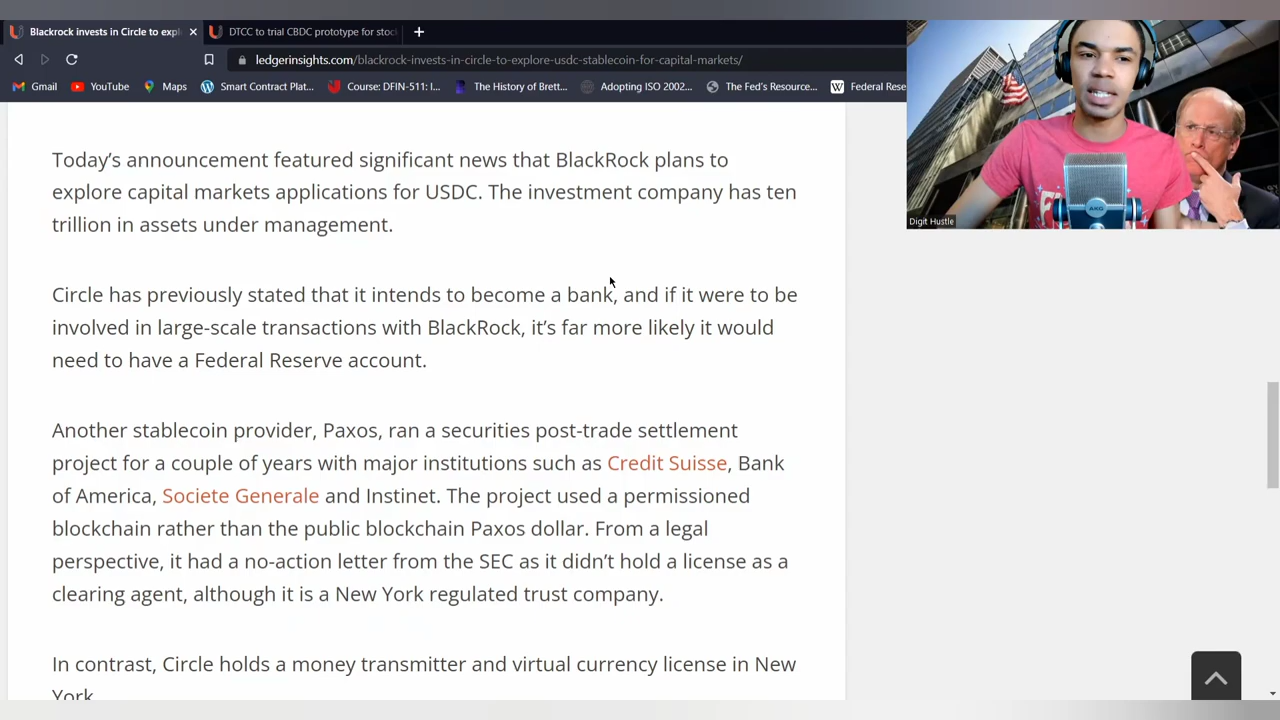 Blackrock invests in Circle to expl
DTCC to trial CBDC prototype for stoc
ledgerinsights.com/blackrock-invests-in-circle-to-explore-usdc-stablecoin-for-capital-markets/
Gmail YouTube Maps Smart Contract Plat... Course: DFIN-511: I... The History of Brett... Adopting ISO 2002... The Fed's Resource... Federal Rese
Today's announcement featured significant news that BlackRock plans to
explore capital markets applications for USDC. The investment company has ten
trillion in assets under management.
Circle has previously stated that it intends to become a bank, and if it were to be
involved in large-scale transactions with BlackRock, it's far more likely it would
need to have a Federal Reserve account.
Another stablecoin provider, Paxos, ran a securities post-trade settlement
project for a couple of years with major institutions such as Credit Suisse, Bank
of America, Societe Generale and Instinet. The project used a permissioned
blockchain rather than the public blockchain Paxos dollar. From a legal
perspective, it had a no-action letter from the SEC as it didn't hold a license as a
clearing agent, although it is a New York regulated trust company.
In contrast, Circle holds a money transmitter and virtual currency license in New
York.
Digit Hustle
AKG